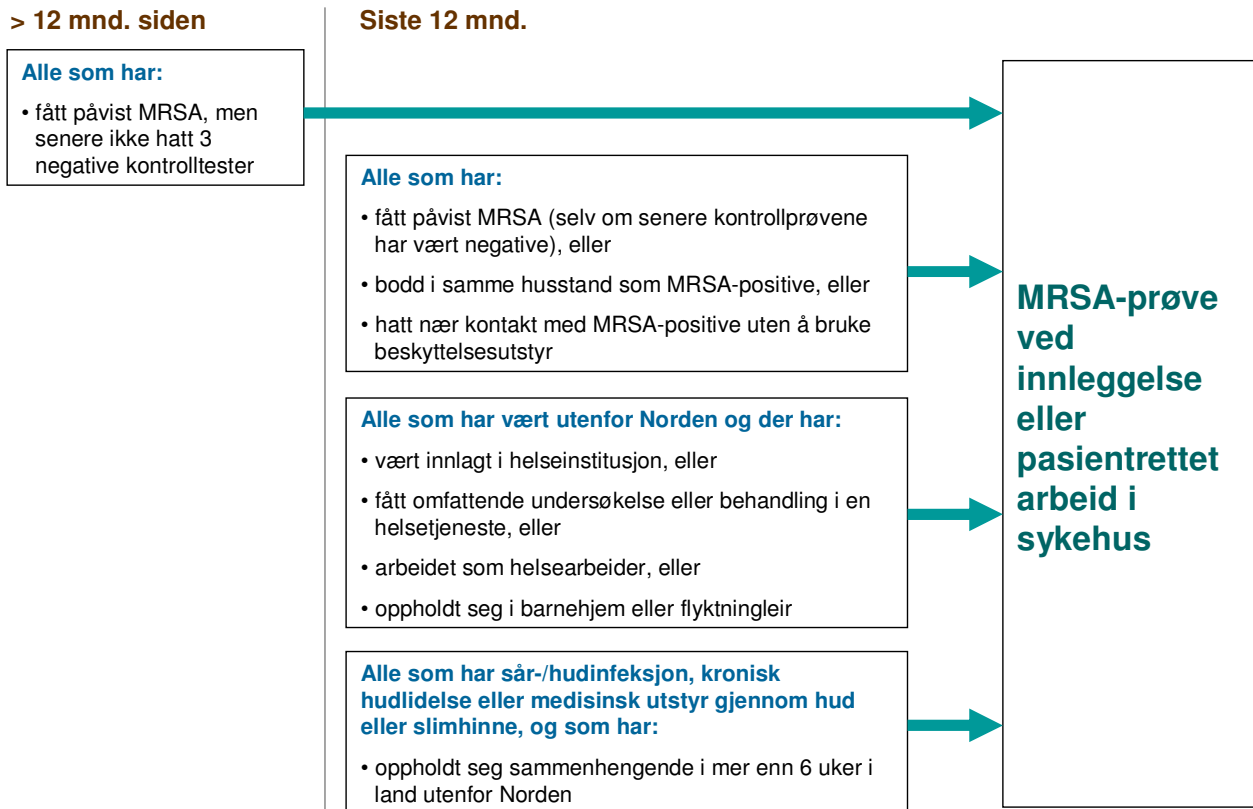 > 12 mnd. siden
Siste 12 mnd.
Alle som har:
• fått påvist MRSA, men
senere ikke hatt 3
negative kontrolltester
Alle som har:
• fått påvist MRSA (selv om senere kontrollprøvene
har vært negative), eller
• bodd i samme husstand som MRSA-positive, eller
• hatt nær kontakt med MRSA-positive uten å bruke
beskyttelsesutstyr
Alle som har vært utenfor Norden og der har:
• vært innlagt i helseinstitusjon, eller
• fått omfattende undersøkelse eller behandling i en
helsetjeneste, eller
• arbeidet som helsearbeider, eller
• oppholdt seg i barnehjem eller flyktningleir
Alle som har sår-/hudinfeksjon, kronisk
hudlidelse eller medisinsk utstyr gjennom hud
eller slimhinne, og som har:
• oppholdt seg sammenhengende i mer enn 6 uker i
land utenfor Norden
MRSA-prøve
ved
innleggelse
eller
pasientrettet
arbeid i
sykehus